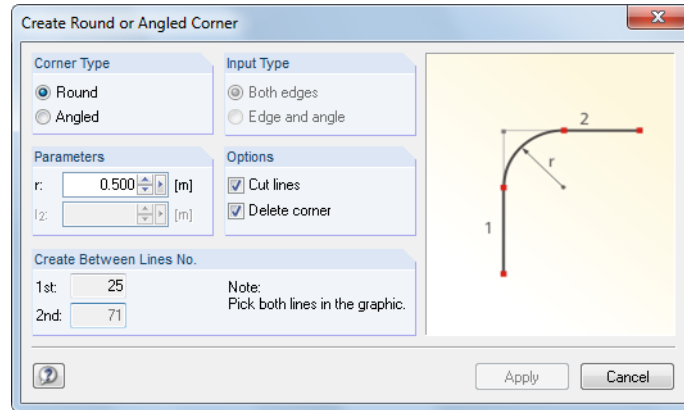 Create Round or Angled Corner
Corner Type
Round
Angled
Input Type
Both edges
Edge and angle
Parameters
r: 0.500 [m]
l2: [m]
Options
Cut lines
Delete corner
Create Between Lines No.
1st: 25
2nd: 71
Note:
Pick both lines in the graphic.
2
r
1
Apply
Cancel